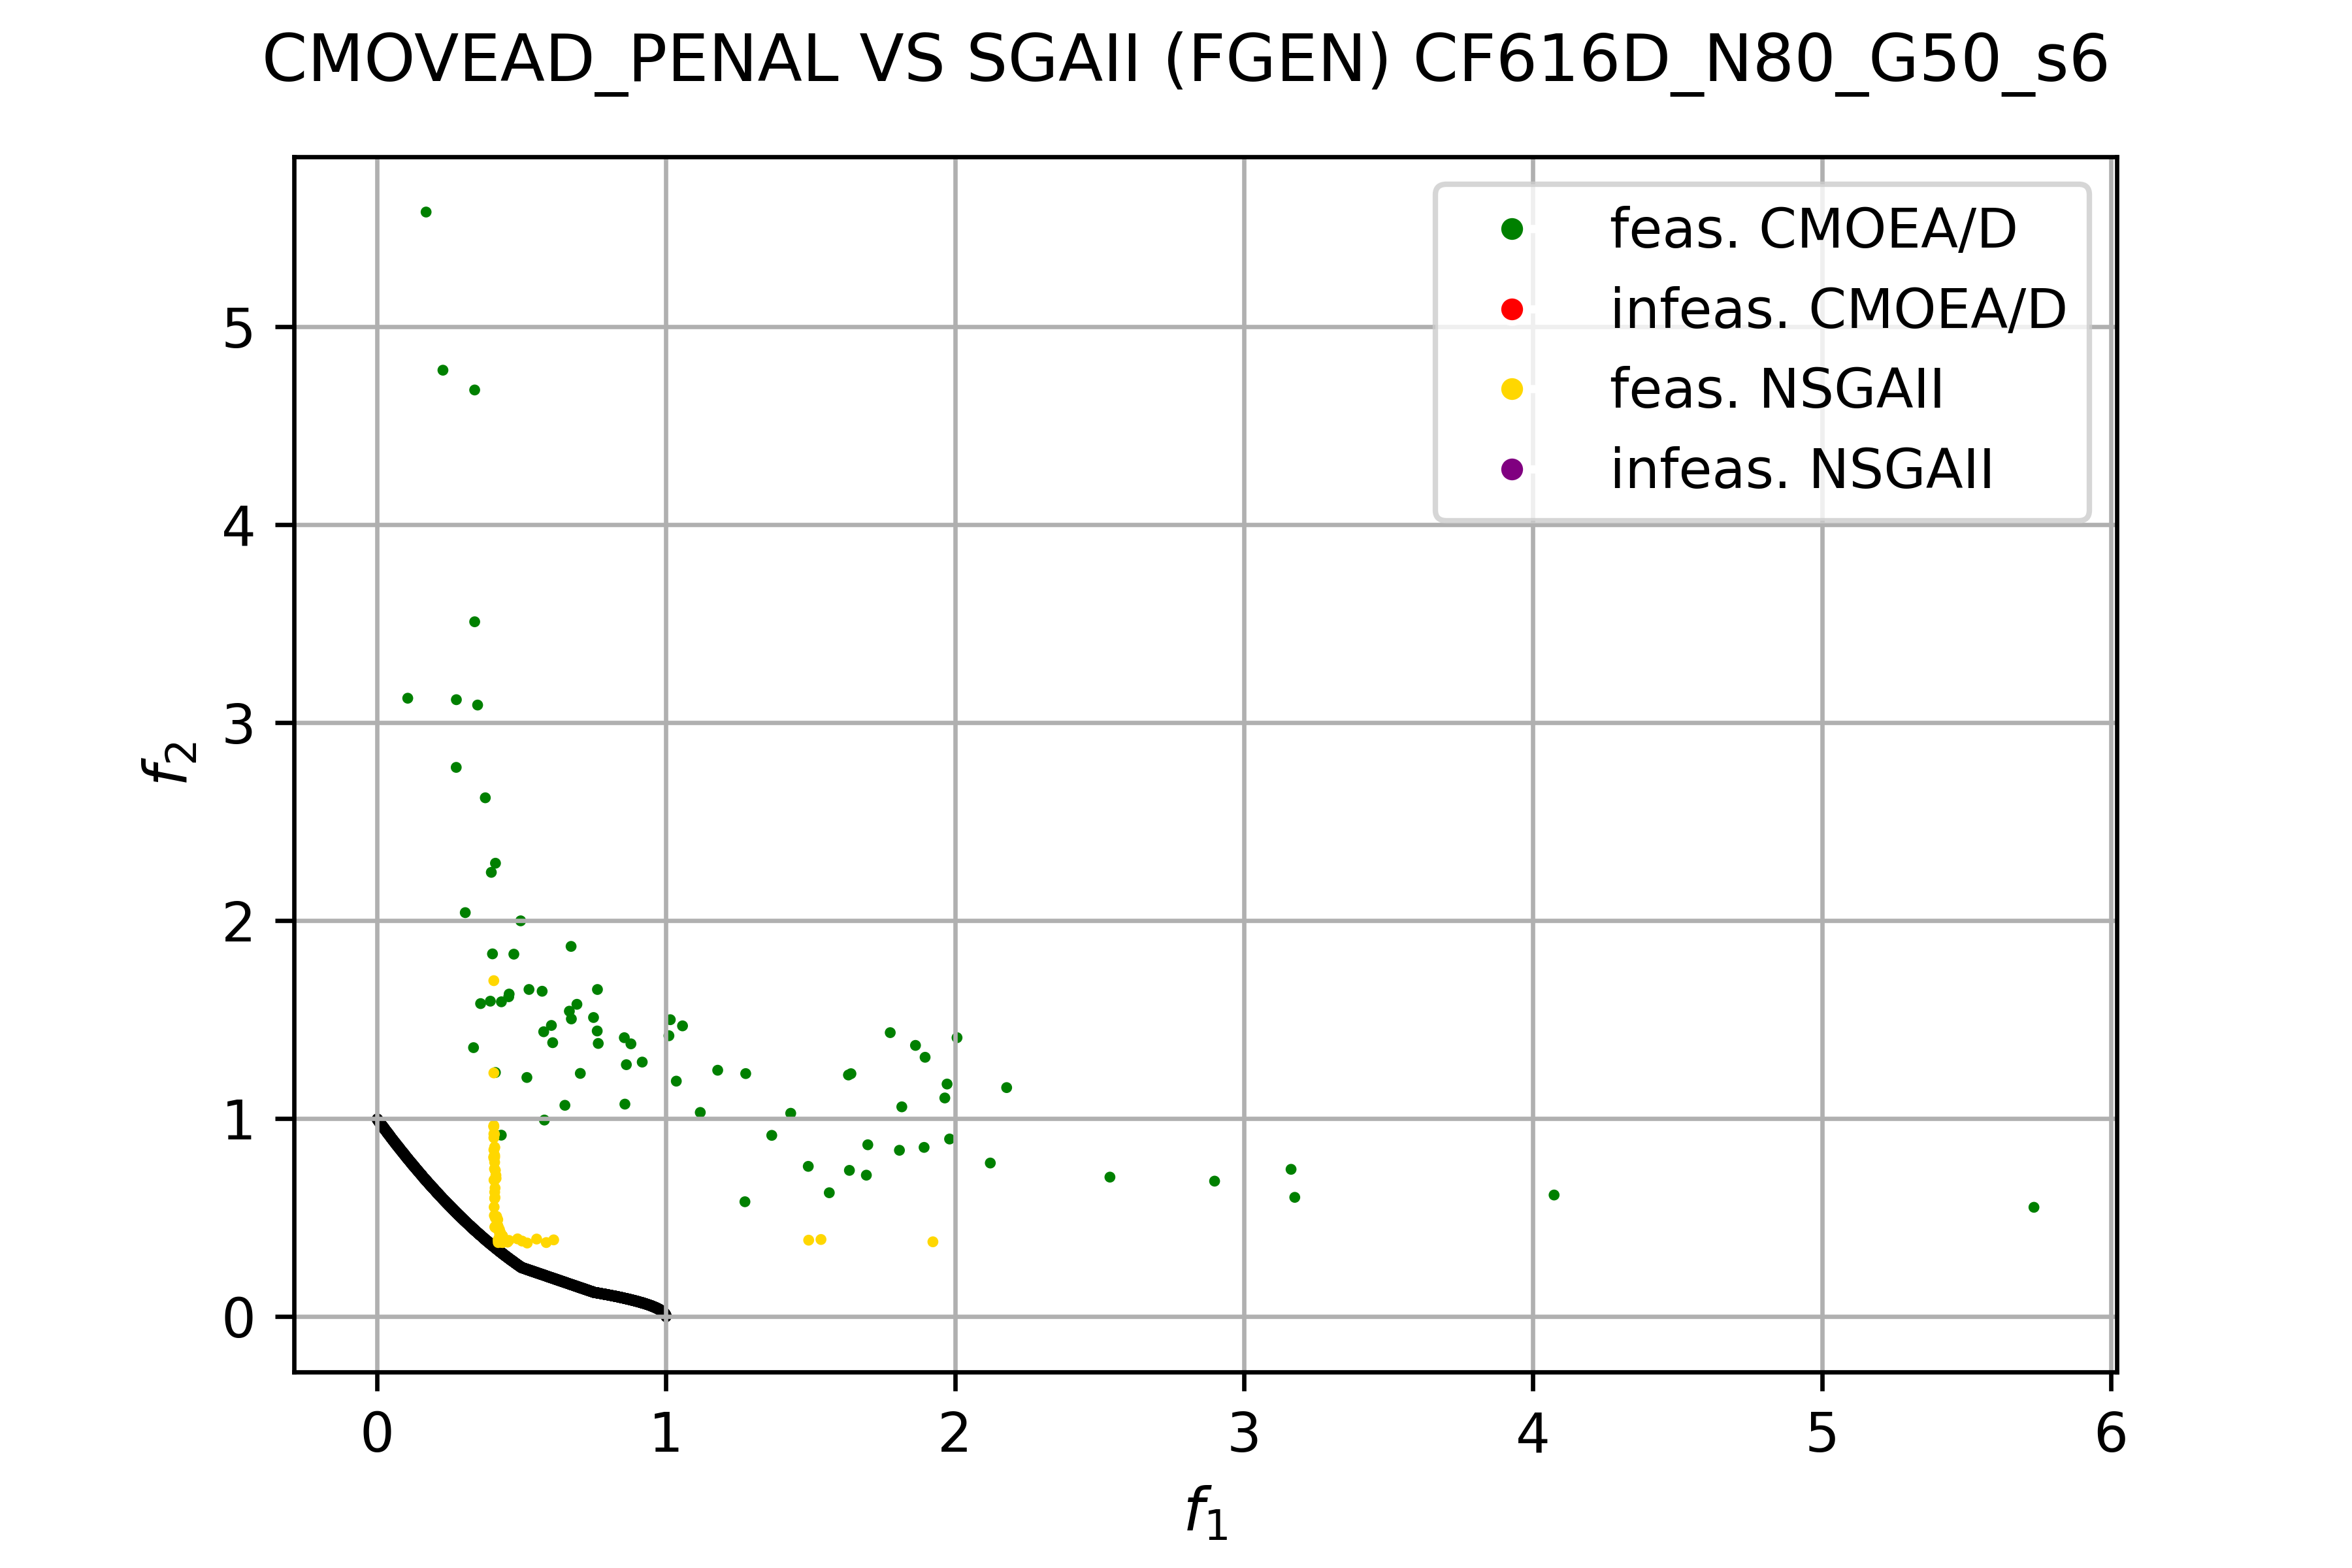 CMOVEAD_PENAL VS SGAII (FGEN) CF616D_N80_G50_s6
feas. CMOEA/D
infeas. CMOEA/D
feas. NSGAII
infeas. NSGAII
5
4
3
2
1
0
f2
0 1 2 3 4 5 6
f1